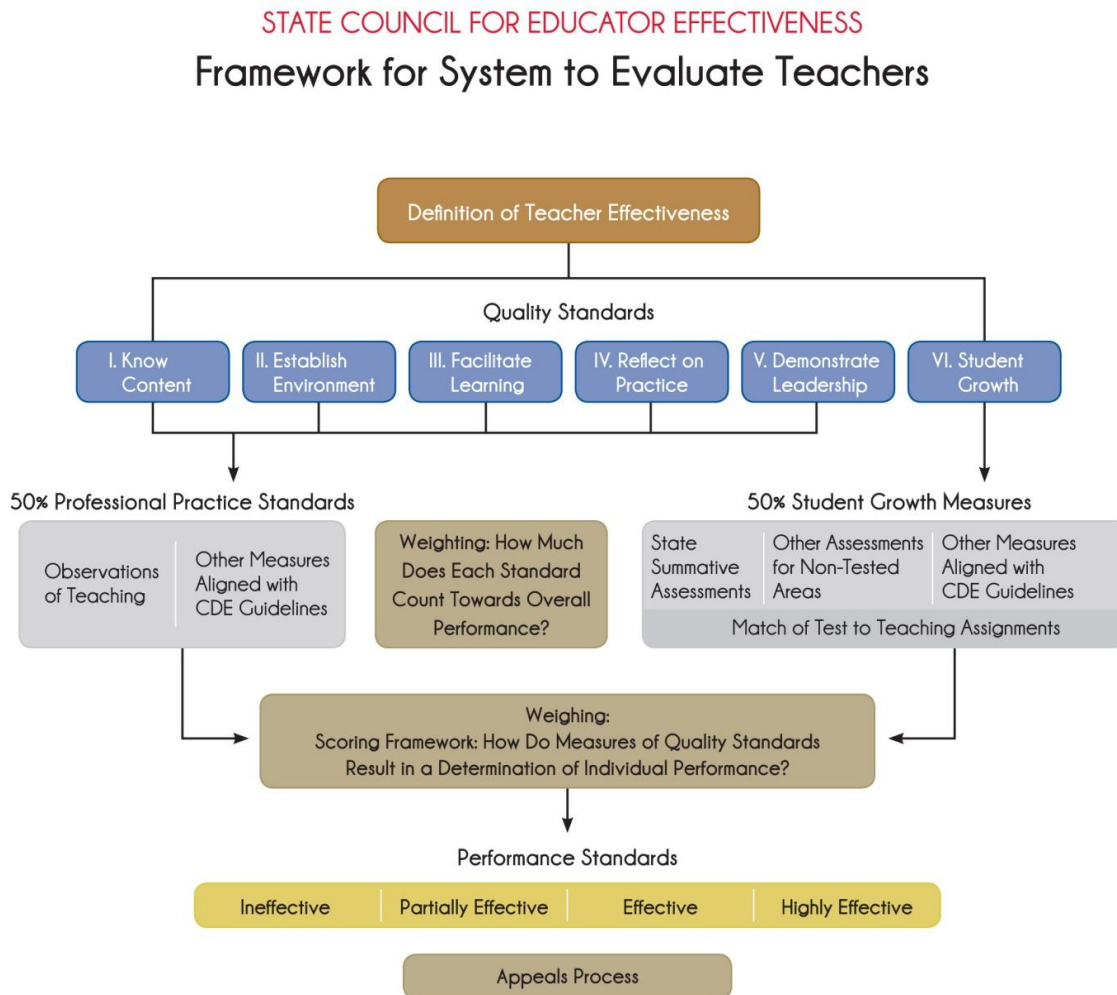 STATE COUNCIL FOR EDUCATOR EFFECTIVENESS
Framework for System to Evaluate Teachers
Definition of Teacher Effectiveness
Quality Standards
I. Know
Content
II. Establish
Environment
III. Facilitate
Learning
IV. Reflect on
Practice
V. Demonstrate
Leadership
VI. Student
Growth
50% Professional Practice Standards
Observations
of Teaching
Other Measures
Aligned with
CDE Guidelines
Weighting: How Much
Does Each Standard
Count Towards Overall
Performance?
50% Student Growth Measures
State
Summative
Assessments
Other Assessments
for Non-Tested
Areas
Other Measures
Aligned with
CDE Guidelines
Match of Test to Teaching Assignments
Weighing:
Scoring Framework: How Do Measures of Quality Standards
Result in a Determination of Individual Performance?
Performance Standards
Ineffective
Partially Effective
Effective
Highly Effective
Appeals Process